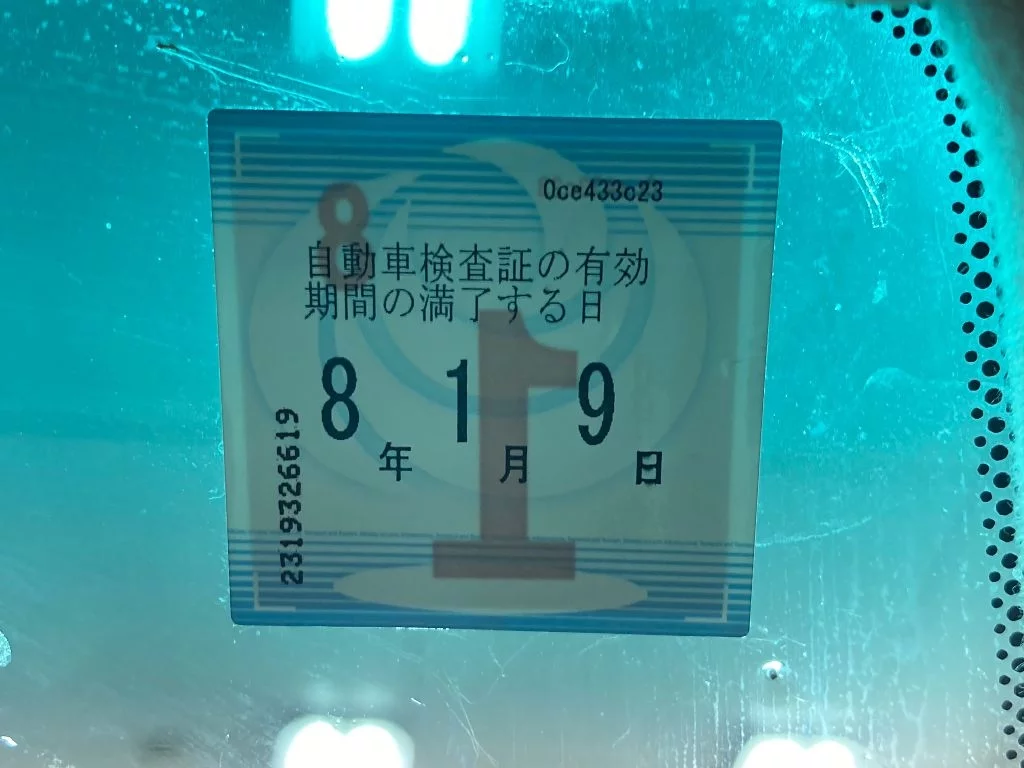 0ce433c23
8
自動車検査証の有効
期間の満了する日
8年 1月 9日
1
2319326619